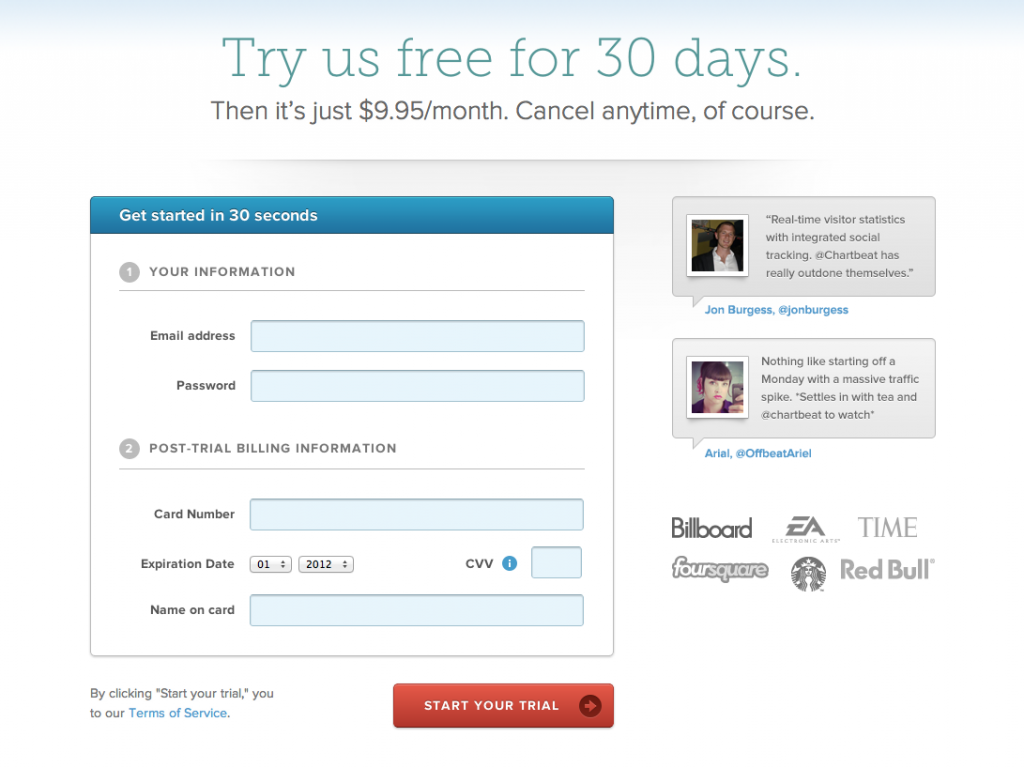 Try us free for 30 days.
Then it's just $9.95/month. Cancel anytime, of course.
Get started in 30 seconds
1 YOUR INFORMATION
Email address
Password
2 POST-TRIAL BILLING INFORMATION
Card Number
Expiration Date 01 2012 CVV i
Name on card
By clicking "Start your trial," you
to our Terms of Service.
START YOUR TRIAL
“Real-time visitor statistics
with integrated social
tracking. @Chartbeat has
really outdone themselves.”
Jon Burgess, @jonburgess
Nothing like starting off a
Monday with a massive traffic
spike. *Settles in with tea and
@chartbeat to watch*
Arial, @OffbeatAriel
Billboard EA TIME
ELECTRONIC ARTS
foursquare Red Bull®